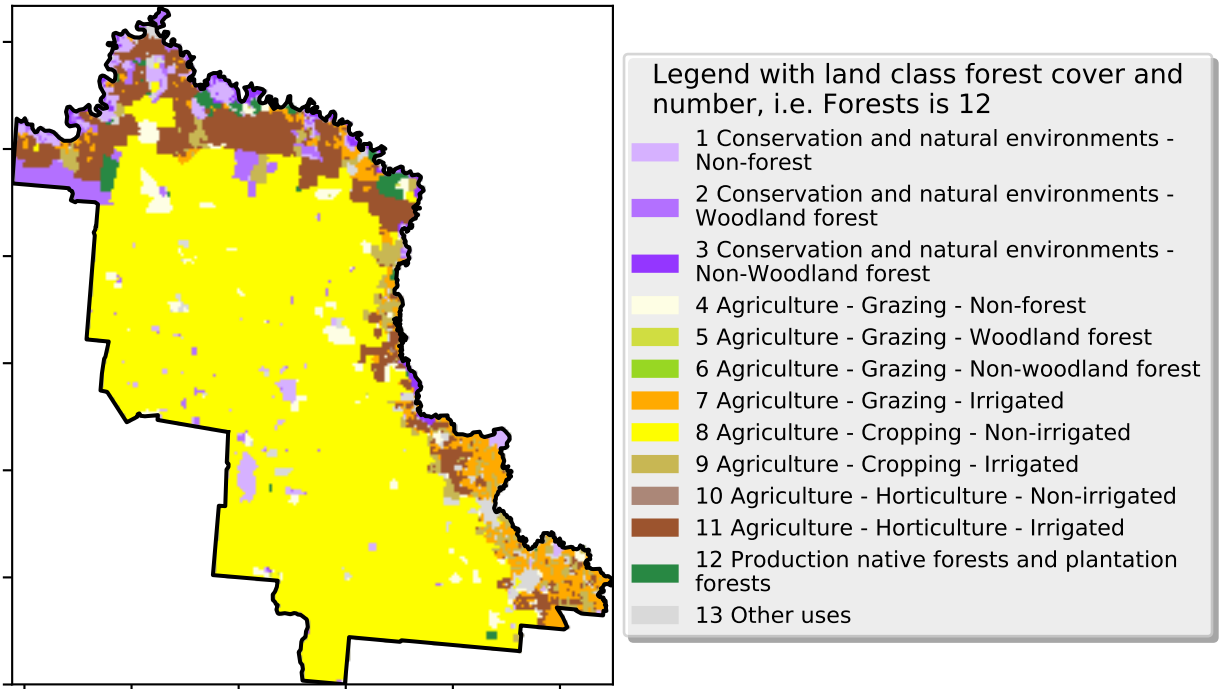 Legend with land class forest cover and
number, i.e. Forests is 12
1 Conservation and natural environments -
Non-forest
2 Conservation and natural environments -
Woodland forest
3 Conservation and natural environments -
Non-Woodland forest
4 Agriculture - Grazing - Non-forest
5 Agriculture - Grazing - Woodland forest
6 Agriculture - Grazing - Non-woodland forest
7 Agriculture - Grazing - Irrigated
8 Agriculture - Cropping - Non-irrigated
9 Agriculture - Cropping - Irrigated
10 Agriculture - Horticulture - Non-irrigated
11 Agriculture - Horticulture - Irrigated
12 Production native forests and plantation
forests
13 Other uses